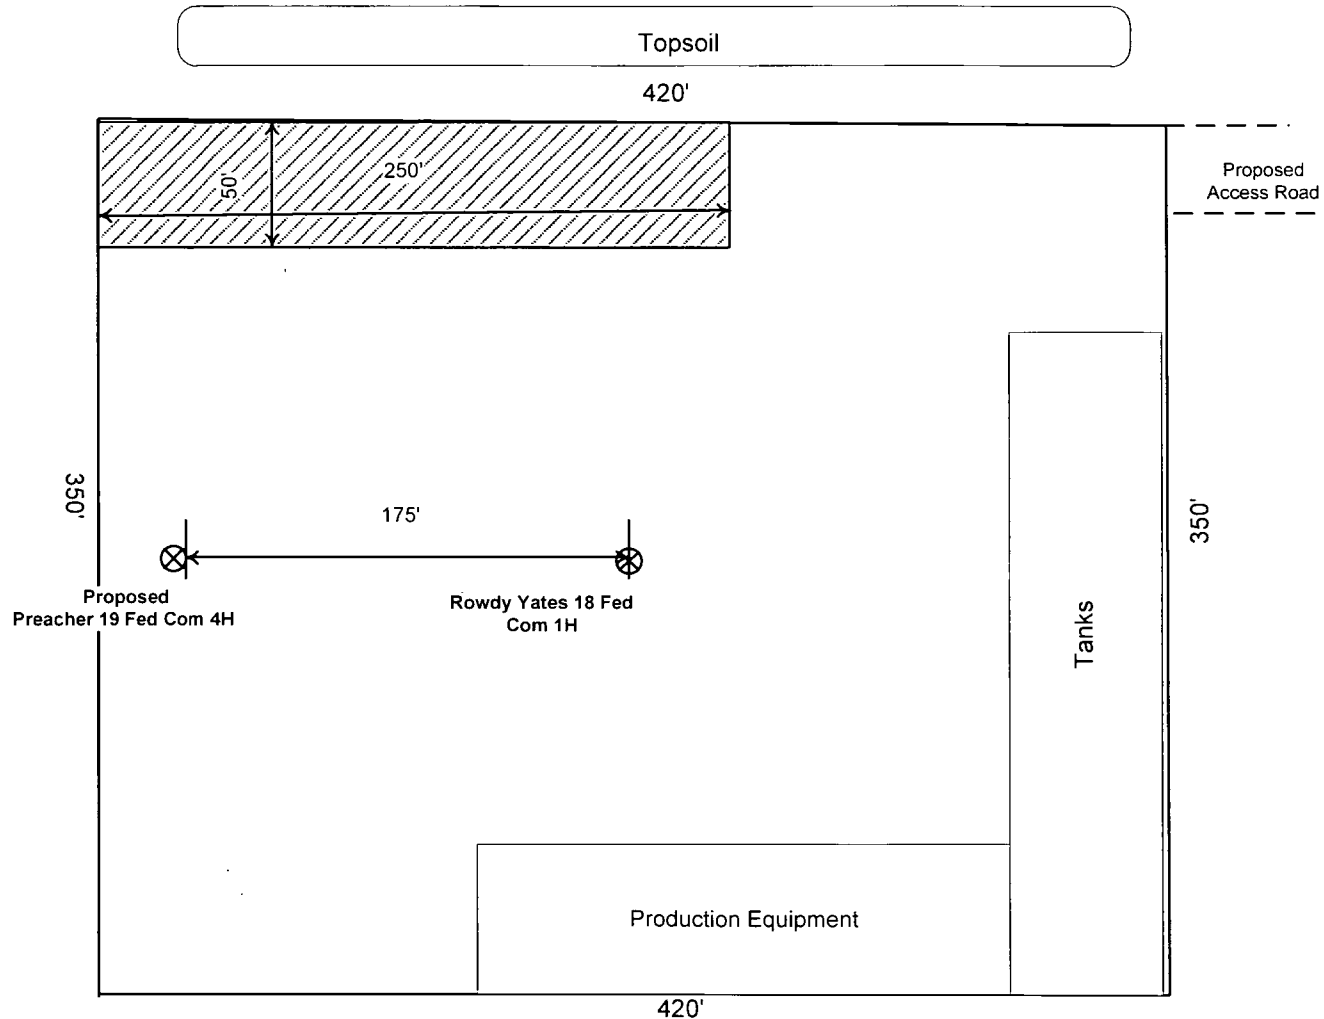 Topsoil
420'
250'
50'
Proposed
Access Road
350'
175'
350'
Proposed
Preacher 19 Fed Com 4H
Rowdy Yates 18 Fed
Com 1H
Tanks
Production Equipment
420'